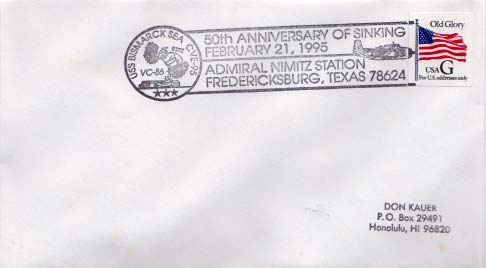 USS BISMARCK SEA CVE-95
VC-86
50th ANNIVERSARY OF SINKING
FEBRUARY 21, 1995
ADMIRAL NIMITZ STATION
FREDERICKSBURG, TEXAS 78624
Old Glory
USA G
For U.S. addresses only
DON KAUER
P.O. Box 29491
Honolulu, HI 96820